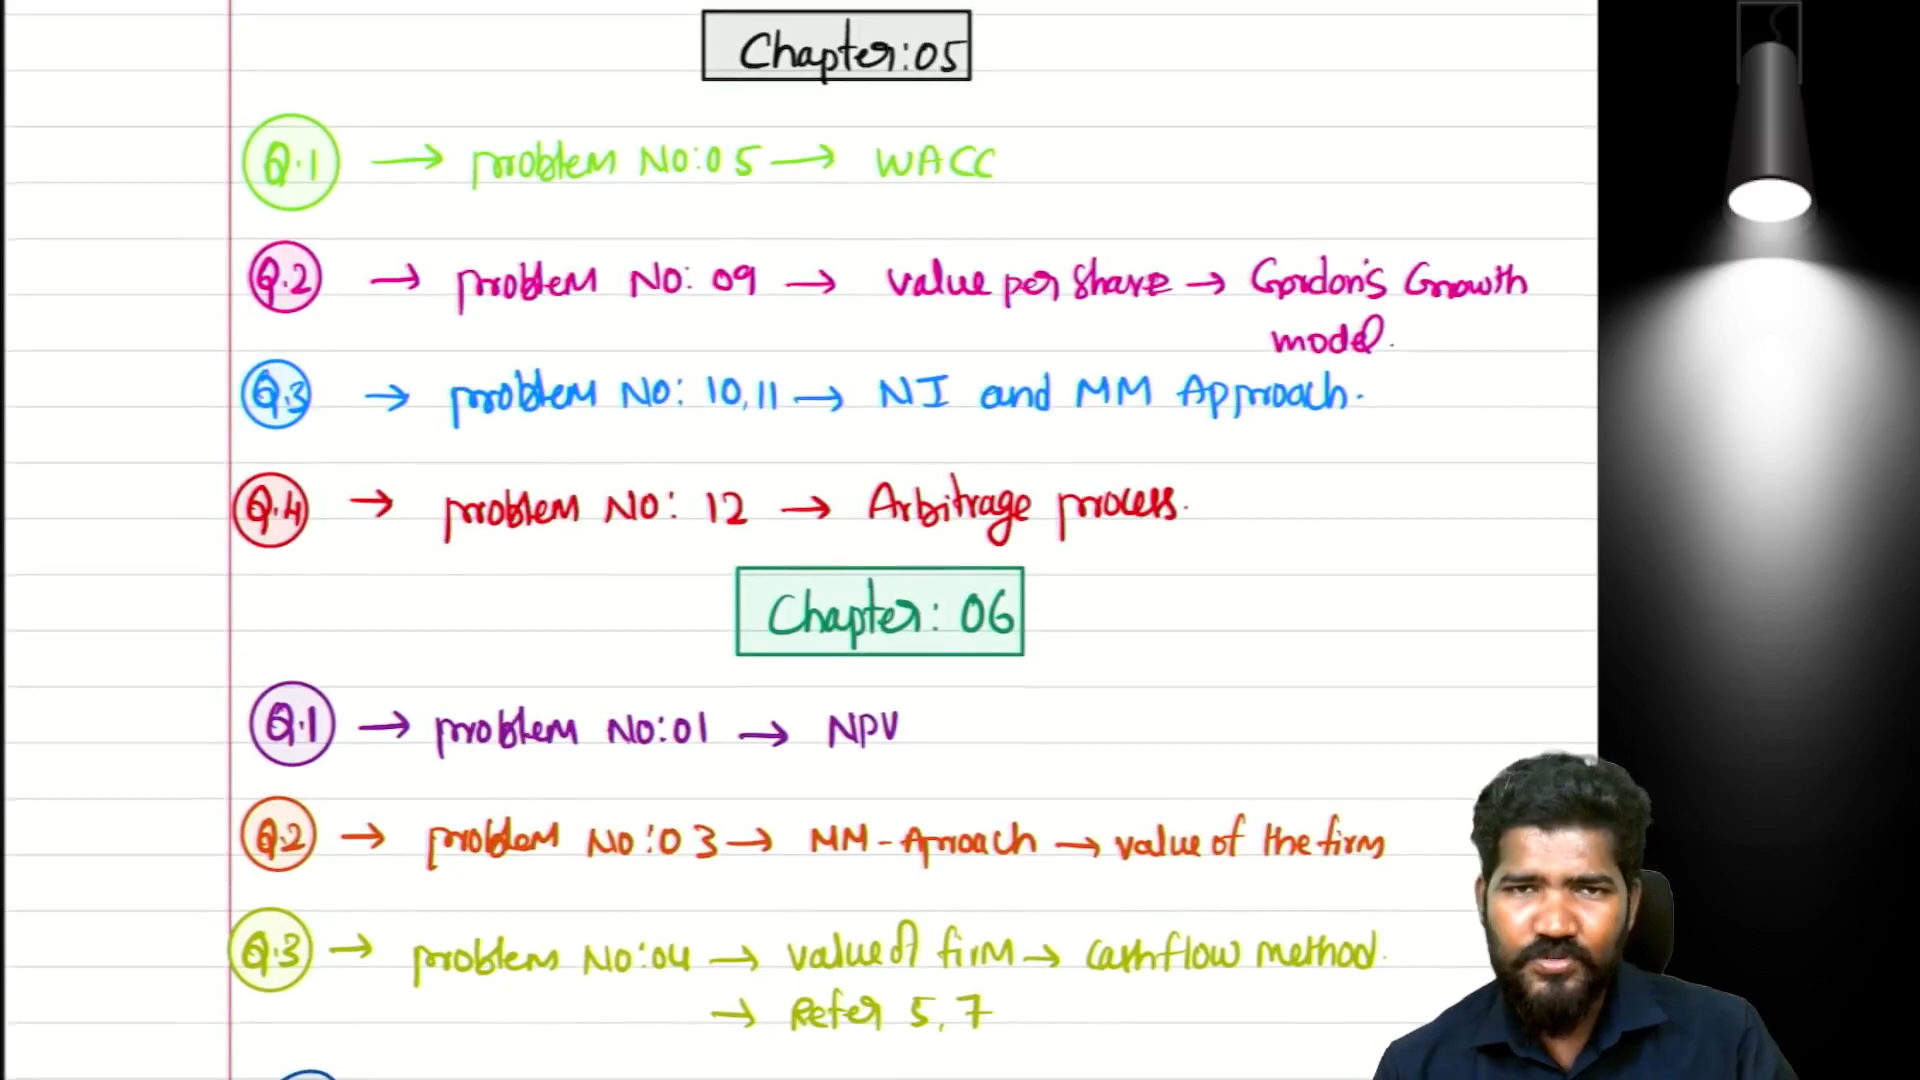 Chapter:05
Q.1 → problem No:05 → WACC
Q.2 → problem No: 09 → value per share → Gordon's Growth
model.
Q.3 → problem No: 10,11 → NI and MM Approach.
Q.4 → problem No: 12 → Arbitrage process.
Chapter: 06
Q.1 → problem No:01 → NPV
Q.2 → problem No:03 → MM-Aproach → value of the firm
Q.3 → problem No:04 → value of firm → cashflow method.
→ Refer 5,7